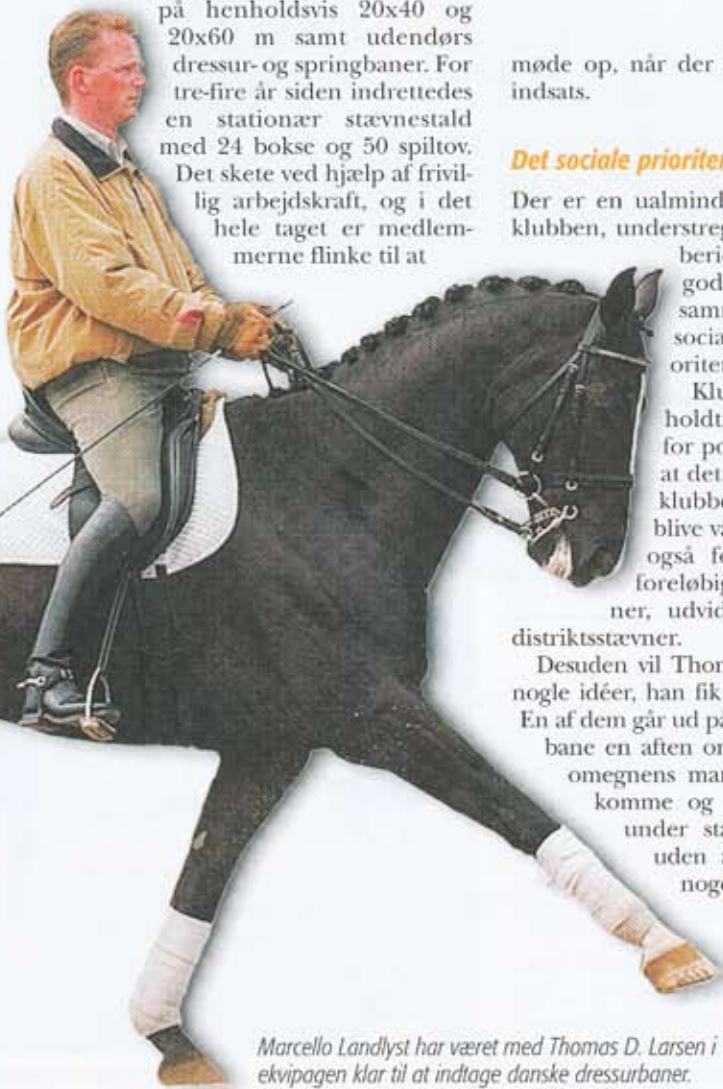 på henholdsvis 20x40 og
20x60 m samt udendørs
dressur- og springbaner. For
tre-fire år siden indrettedes
en stationær stævnestald
med 24 bokse og 50 spiltov.
Det skete ved hjælp af frivil-
lig arbejdskraft, og i det
hele taget er medlem-
merne flinke til at
møde op, når der
indsats.
Det sociale prioriter
Der er en ualmind
klubben, understreg
beri
god
samm
socia
oriter
Klu
holdt
for po
at det
klubbe
blive va
også fo
foreløbig
ner, udvid
distriktsstævner.
Desuden vil Thom
nogle idéer, han fik
En af dem går ud på
bane en aften on
omegnens man
komme og
under sta
uden a
noge
Marcello Landlyst har været med Thomas D. Larsen i
ekvipagen klar til at indtage danske dressurbaner.